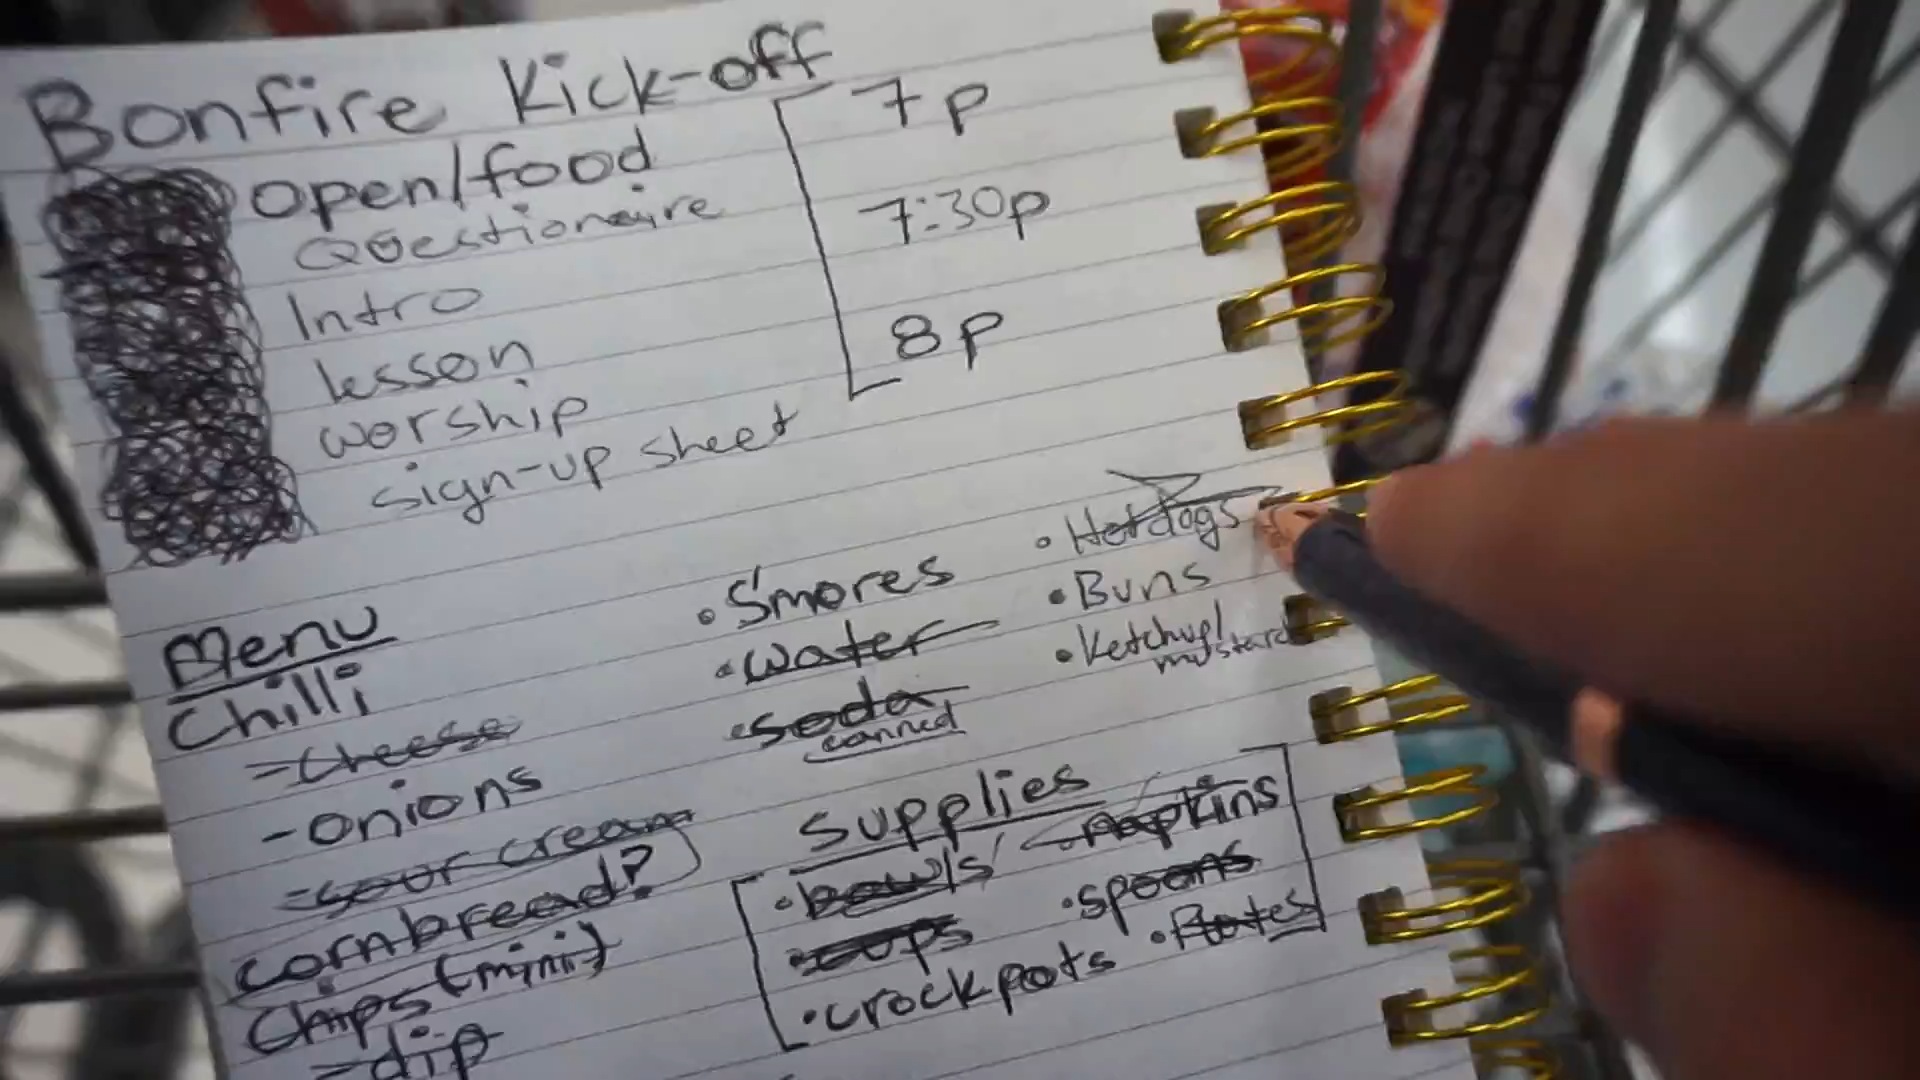 Bonfire Kick-off
Open/food 7p
Questionaire 7:30p
Intro
lesson 8p
worship
sign-up sheet
Menu
Chilli
- Cheese
- onions
- sour cream
cornbread?
Chips (mini)
- dip
• S'mores
• water
• soda
canned
• Hotdogs
• Buns
• Ketchup/
mustard
Supplies
• bowls
napkins
• cups
• spoons
• Plates
• crockpots